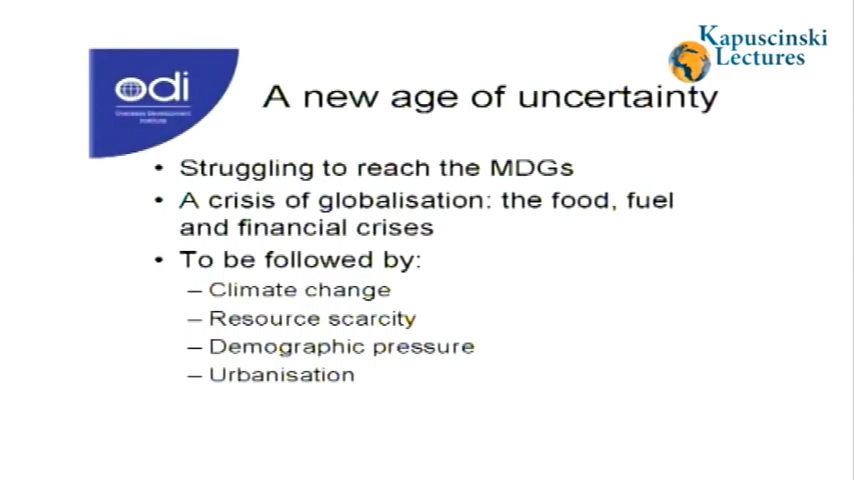 Kapuscinski
Lectures
odi
Overseas Development
Institute
A new age of uncertainty
• Struggling to reach the MDGs
• A crisis of globalisation: the food, fuel
and financial crises
• To be followed by:
– Climate change
– Resource scarcity
– Demographic pressure
– Urbanisation